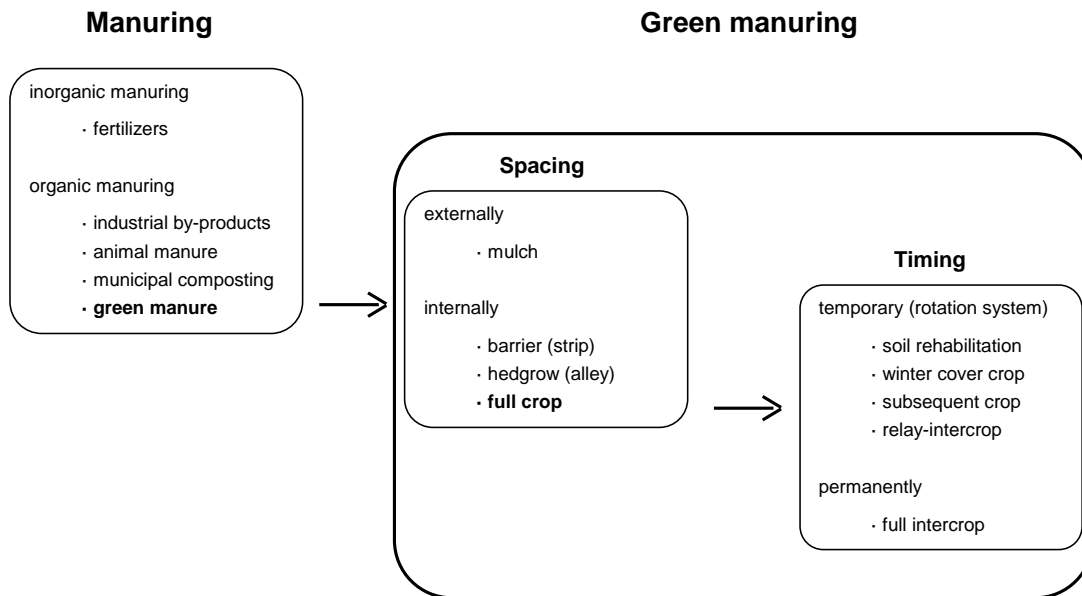 Manuring
inorganic manuring
· fertilizers
organic manuring
· industrial by-products
· animal manure
· municipal composting
· green manure
Green manuring
Spacing
externally
· mulch
internally
· barrier (strip)
· hedgrow (alley)
· full crop
Timing
temporary (rotation system)
· soil rehabilitation
· winter cover crop
· subsequent crop
· relay-intercrop
permanently
· full intercrop